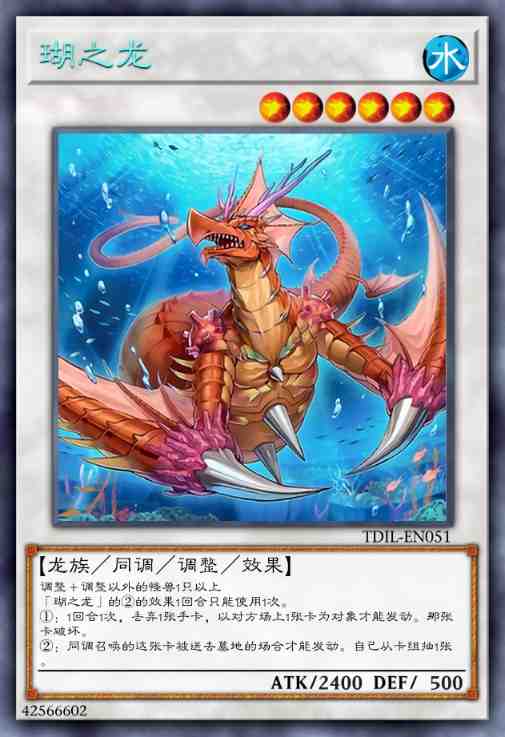 瑚之龙
水
TDIL-EN051
【龙族／同调／调整／效果】
调整＋调整以外的怪兽1只以上
「瑚之龙」的②的效果1回合只能使用1次。
①：1回合1次，丢弃1张手卡，以对方场上1张卡为对象才能发动。那张
卡破坏。
②：同调召唤的这张卡被送去墓地的场合才能发动。自己从卡组抽1张
。
ATK/2400 DEF/ 500
42566602